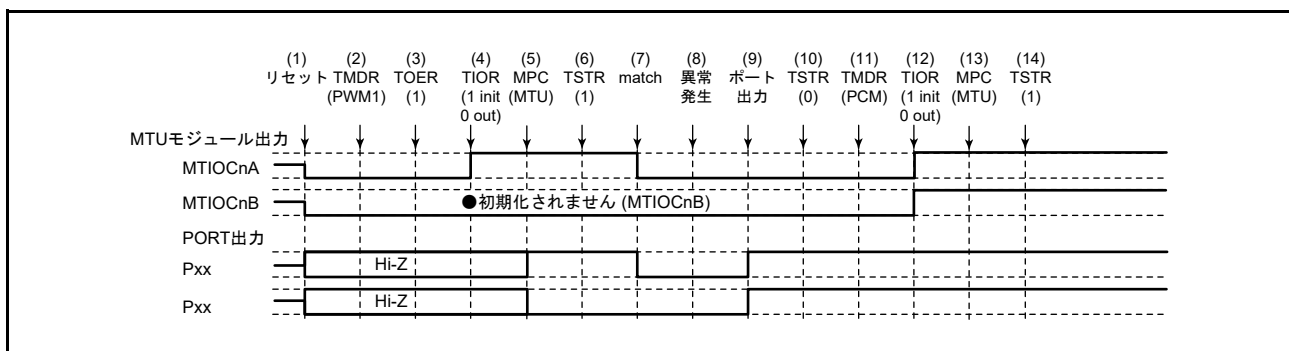 (1) (2) (3) (4) (5) (6) (7) (8) (9) (10) (11) (12) (13) (14)
リセット TMDR TOER TIOR MPC TSTR match 異常 ポート TSTR TMDR TIOR MPC TSTR
(PWM1) (1) (1 init (MTU) (1) 発生 出力 (0) (PCM) (1 init (MTU) (1)
0 out) 0 out)
MTUモジュール出力
MTIOCnA
MTIOCnB ●初期化されません (MTIOCnB)
PORT出力
Pxx Hi-Z
Pxx Hi-Z